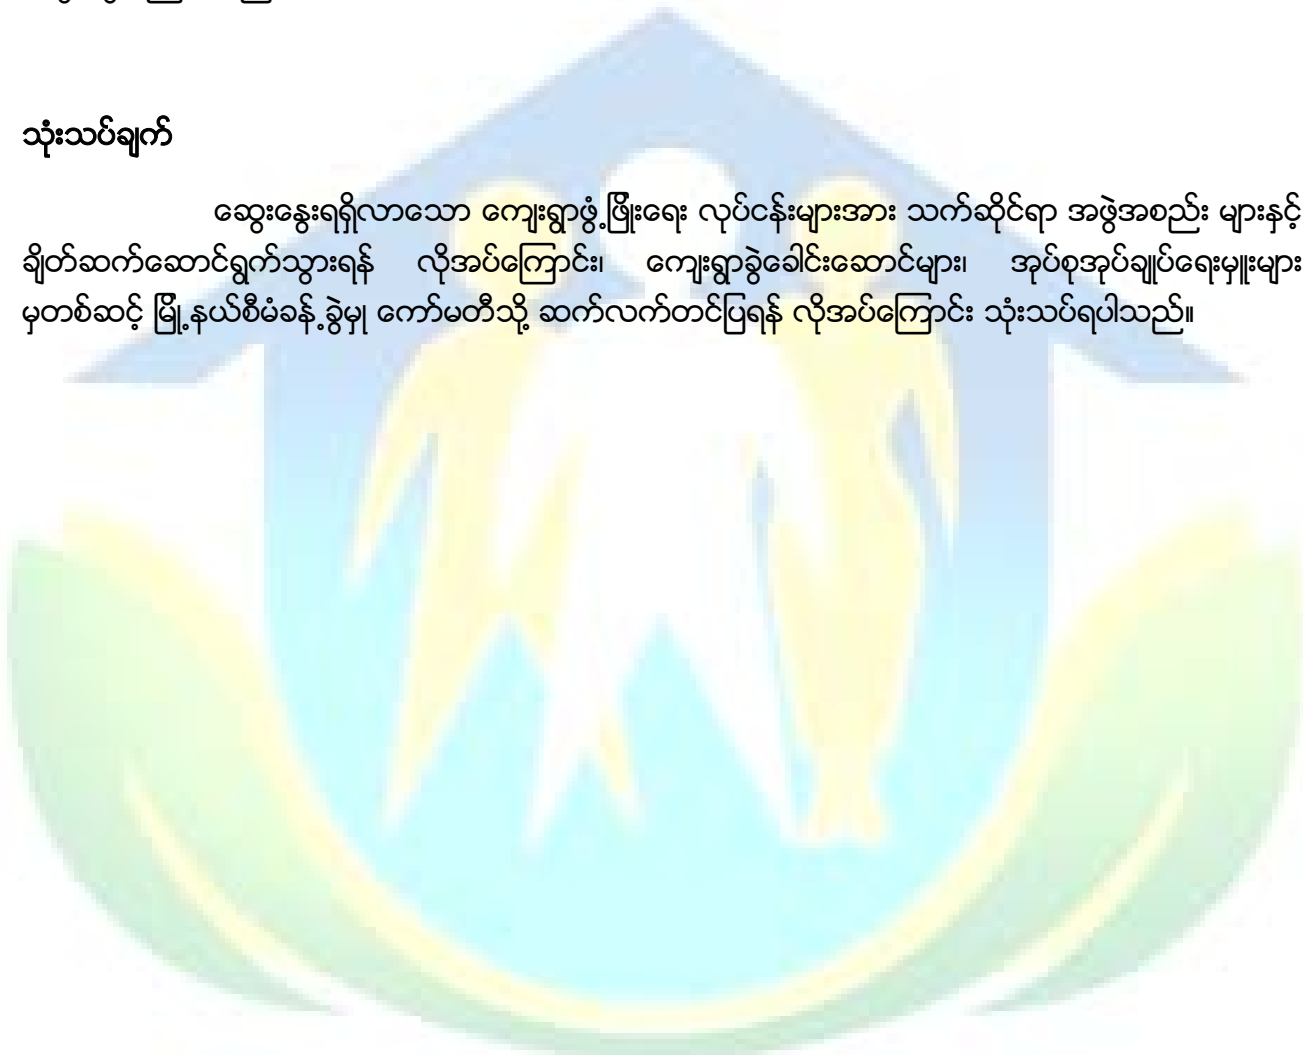 သုံးသပ်ချက်
ဆွေးနွေးရရှိလာသော ကျေးရွာဖွံ့ဖြိုးရေး လုပ်ငန်းများအား သက်ဆိုင်ရာ အဖွဲအစည်း များနှင့်
ချိတ်ဆက်ဆောင်ရွက်သွားရန် လိုအပ်ကြောင်း၊ ကျေးရွာခွဲခေါင်းဆောင်များ၊ အုပ်စုအုပ်ချုပ်ရေးမှူးများ
မှတစ်ဆင့် မြို့နယ်စီမံခန့်ခွဲမှု ကော်မတီသို့ ဆက်လက်တင်ပြရန် လိုအပ်ကြောင်း သုံးသပ်ရပါသည်။